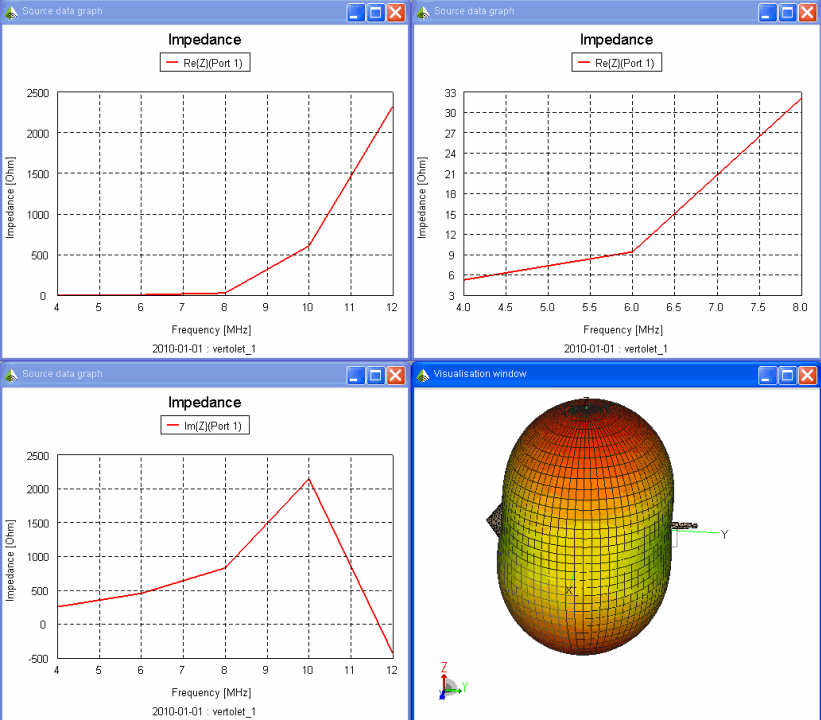 Source data graph
Impedance
Re{Z}(Port 1)
2500
2000
1500
1000
500
0
Impedance [Ohm]
4 5 6 7 8 9 10 11 12
Frequency [MHz]
2010-01-01 : vertolet_1
Source data graph
Impedance
Re{Z}(Port 1)
33
30
27
24
21
18
15
12
9
6
3
Impedance [Ohm]
4.0 4.5 5.0 5.5 6.0 6.5 7.0 7.5 8.0
Frequency [MHz]
2010-01-01 : vertolet_1
Source data graph
Impedance
Im{Z}(Port 1)
2500
2000
1500
1000
500
0
-500
Impedance [Ohm]
4 5 6 7 8 9 10 11 12
Frequency [MHz]
2010-01-01 : vertolet_1
Visualisation window
Z
Y
X
Z
Y